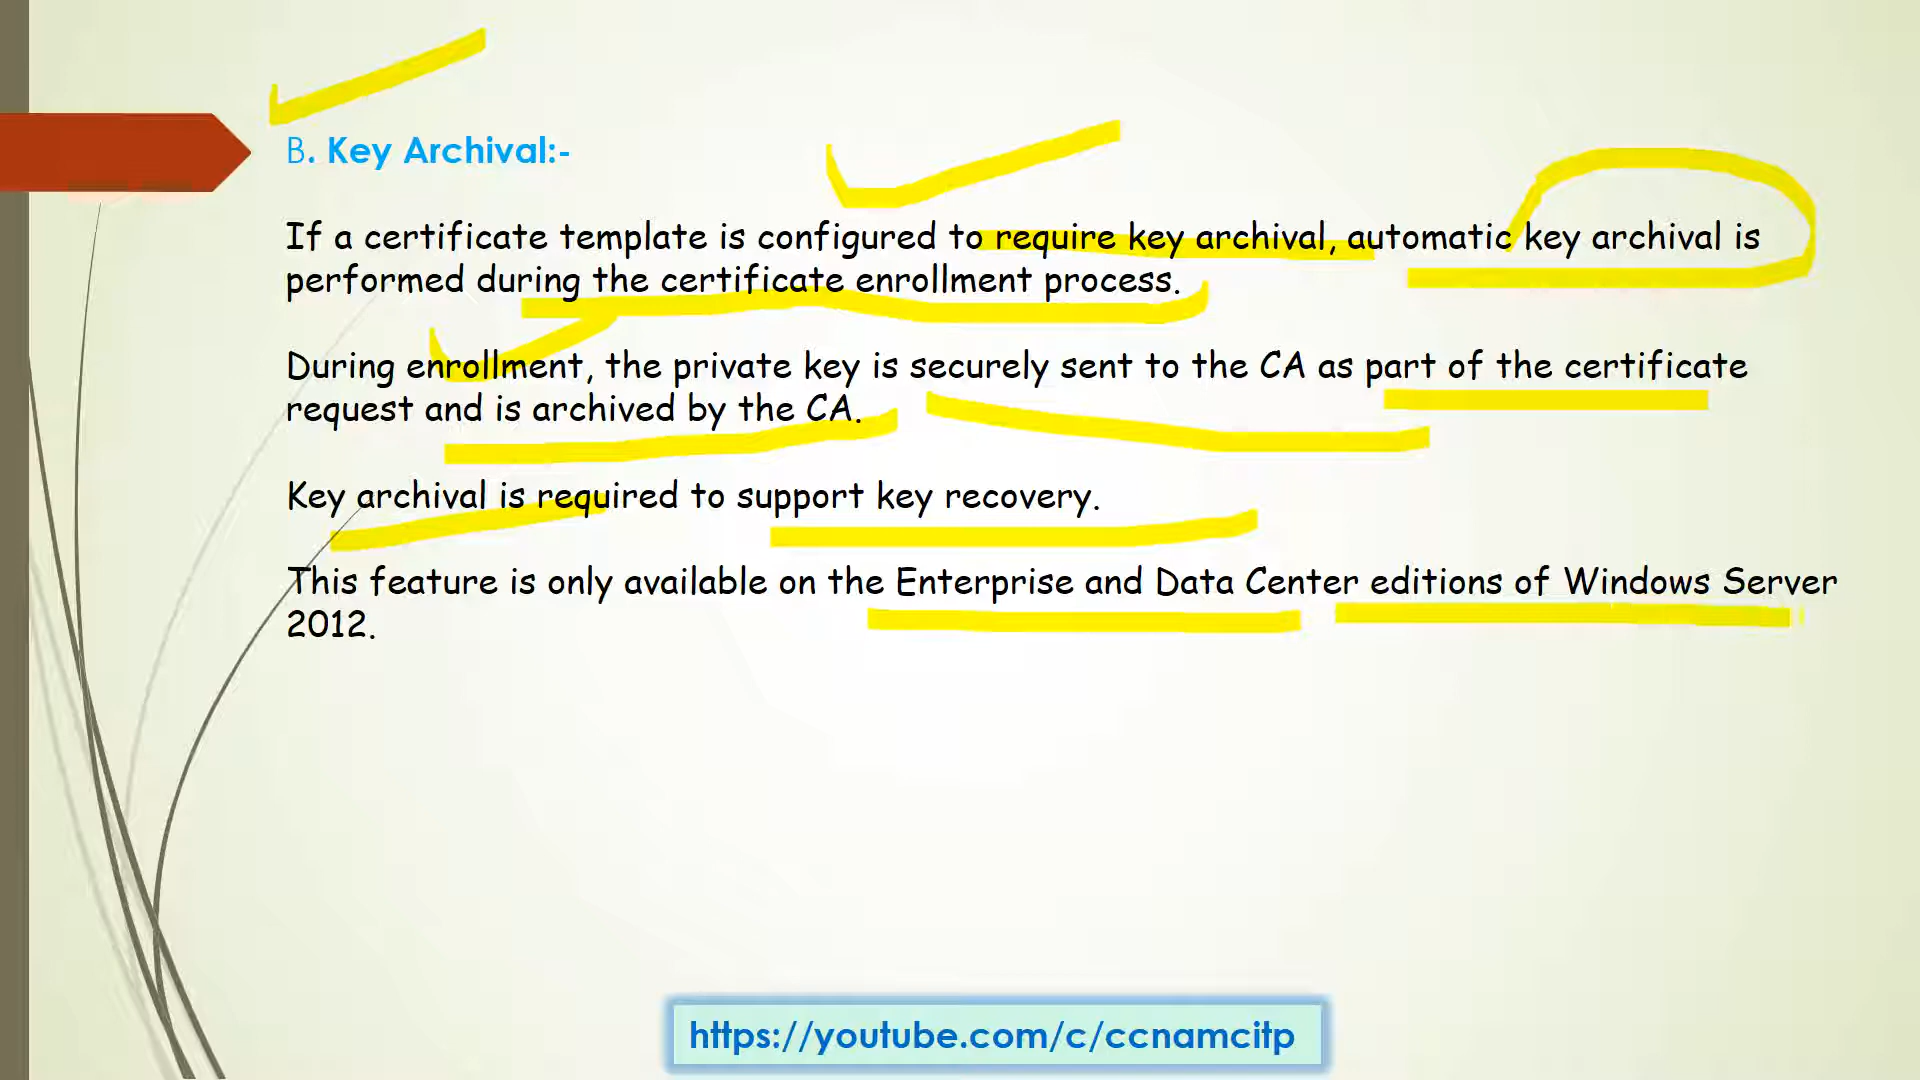 B. Key Archival:-
If a certificate template is configured to require key archival, automatic key archival is
performed during the certificate enrollment process.
During enrollment, the private key is securely sent to the CA as part of the certificate
request and is archived by the CA.
Key archival is required to support key recovery.
This feature is only available on the Enterprise and Data Center editions of Windows Server
2012.
https://youtube.com/c/ccnamcitp